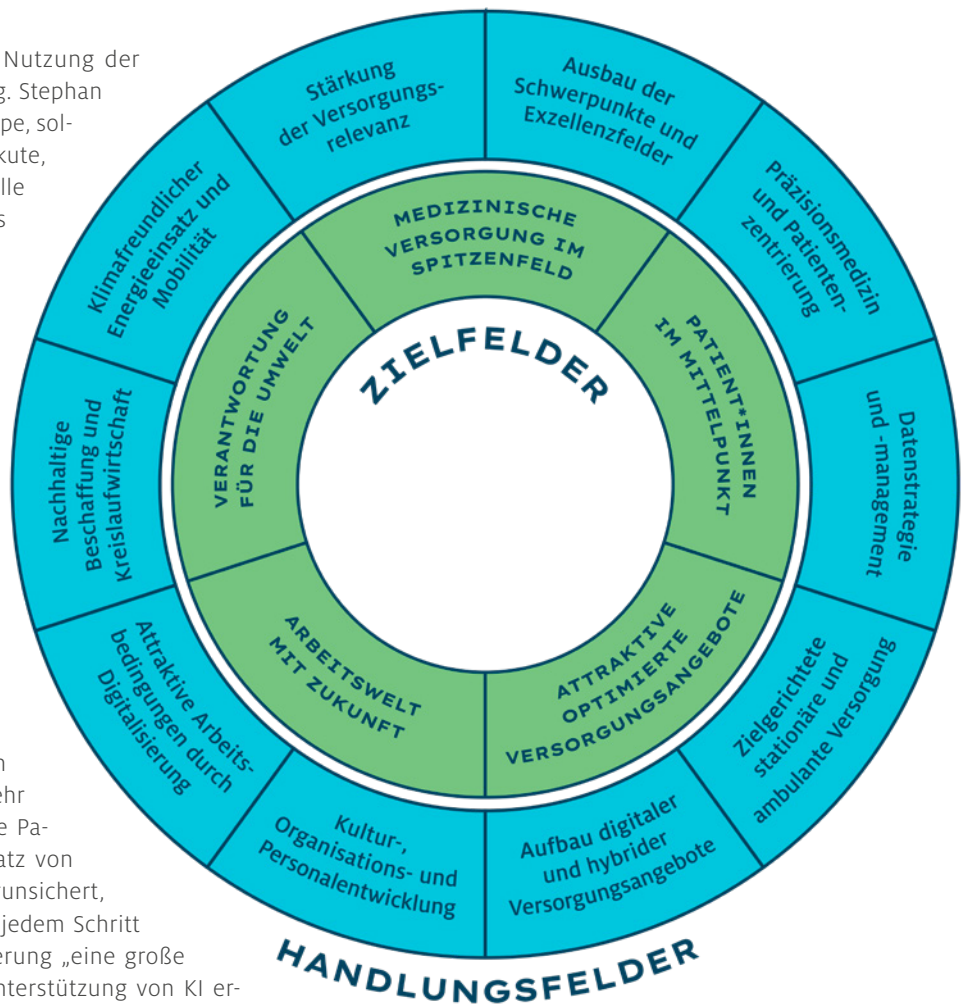 Nutzung der
g. Stephan
pe, sol-
kute,
lle
s
n
ehr
e Pa-
atz von
runsichert,
jedem Schritt
erung „eine große
nterstützung von KI er-
ZIELFELDER
MEDIZINISCHE
VERSORGUNG IM
SPITZENFELD
PATIENT*INNEN
IM MITTELPUNKT
ATTRAKTIVE
OPTIMIERTE
VERSORGUNGSANGEBOTE
ARBEITSWELT
MIT ZUKUNFT
VERANTWORTUNG
FÜR DIE UMWELT
Stärkung
der Versorgungs-
relevanz
Ausbau der
Schwerpunkte und
Exzellenzfelder
Präzisionsmedizin
und Patienten-
zentrierung
Datenstrategie
und -management
Zielgerichtete
stationäre und
ambulante Versorgung
Aufbau digitaler
und hybrider
Versorgungsangebote
Kultur-,
Organisations- und
Personalentwicklung
Attraktive Arbeits-
bedingungen durch
Digitalisierung
Nachhaltige
Beschaffung und
Kreislaufwirtschaft
Klimafreundlicher
Energieeinsatz und
Mobilität
HANDLUNGSFELDER